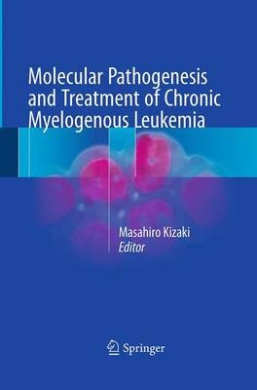 Molecular Pathogenesis
and Treatment of Chronic
Myelogenous Leukemia
Masahiro Kizaki
Editor
Springer